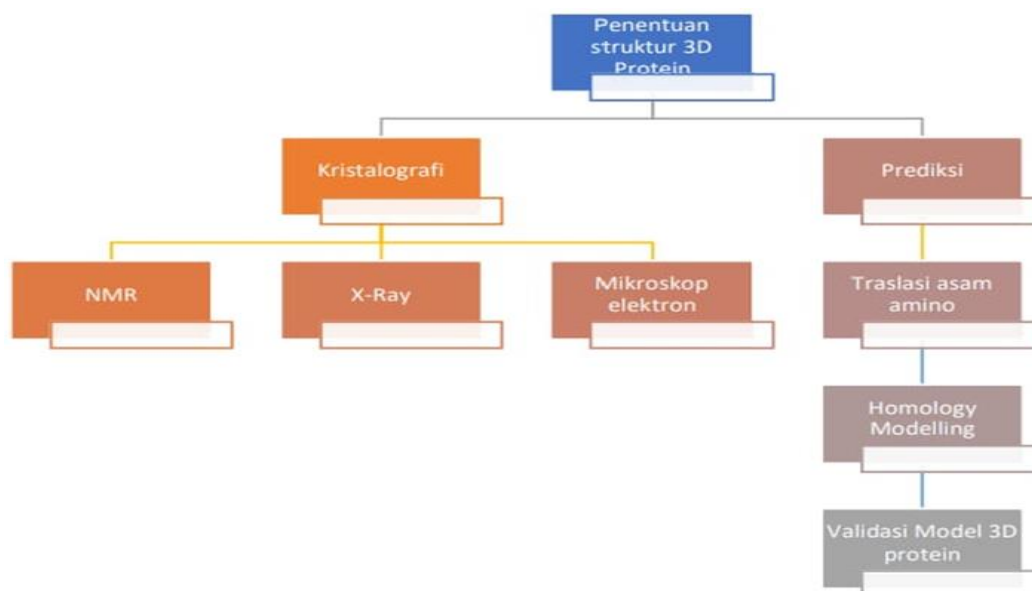 Penentuan
struktur 3D
Protein
Kristalografi
Prediksi
NMR
X-Ray
Mikroskop
elektron
Traslasi asam
amino
Homology
Modelling
Validasi Model 3D
protein